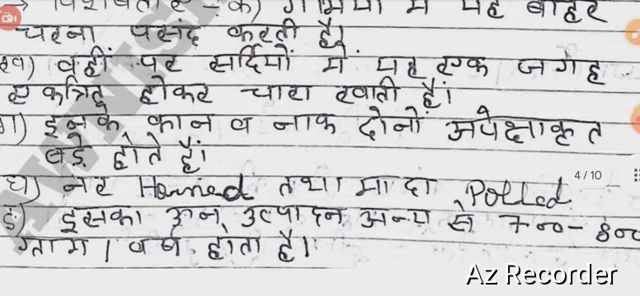 → विशेषताएं - क) गर्मियों में यह बाहर
चरना पसंद करती है।
ख) वहीं पर सर्दियों में यह एक जगह
एकत्रित होकर चारा खाती है।
ग) इनके कान व नाक दोनों अपेक्षाकृत
बड़े होते हैं।
4/10
घ) नर Horned तथा मादा Polled
ङ) इसका ऊन उत्पादन अन्य से 700-800
ग्राम / वर्ष होता है।
Az Recorder